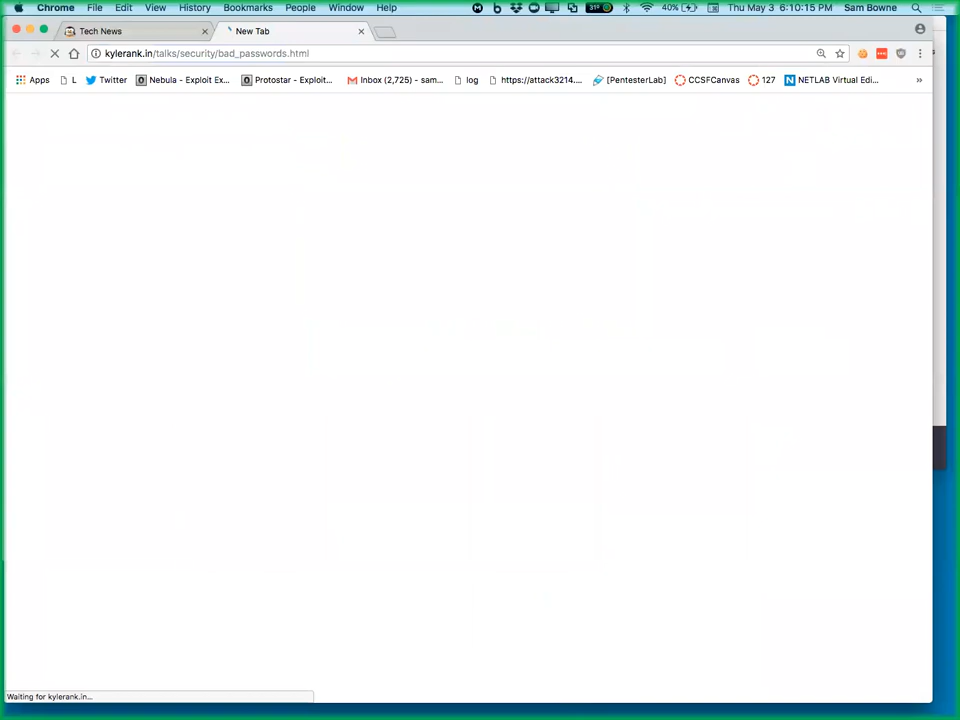 Chrome File Edit View History Bookmarks People Window Help 31° 40% Thu May 3 6:10:15 PM Sam Bowne
Tech News New Tab
kylerank.in/talks/security/bad_passwords.html
Apps L Twitter Nebula - Exploit Ex... Protostar - Exploit... Inbox (2,725) - sam... log https://attack3214.... [PentesterLab] CCSFCanvas 127 NETLAB Virtual Edi... »
Waiting for kylerank.in...